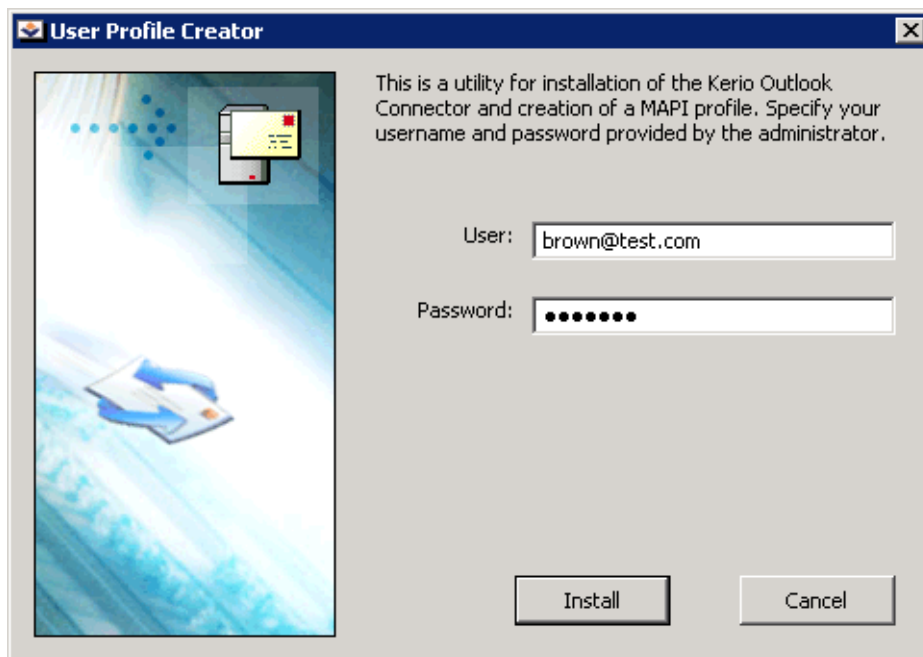 User Profile Creator
This is a utility for installation of the Kerio Outlook
Connector and creation of a MAPI profile. Specify your
username and password provided by the administrator.
User: brown@test.com
Password: •••••••
Install Cancel